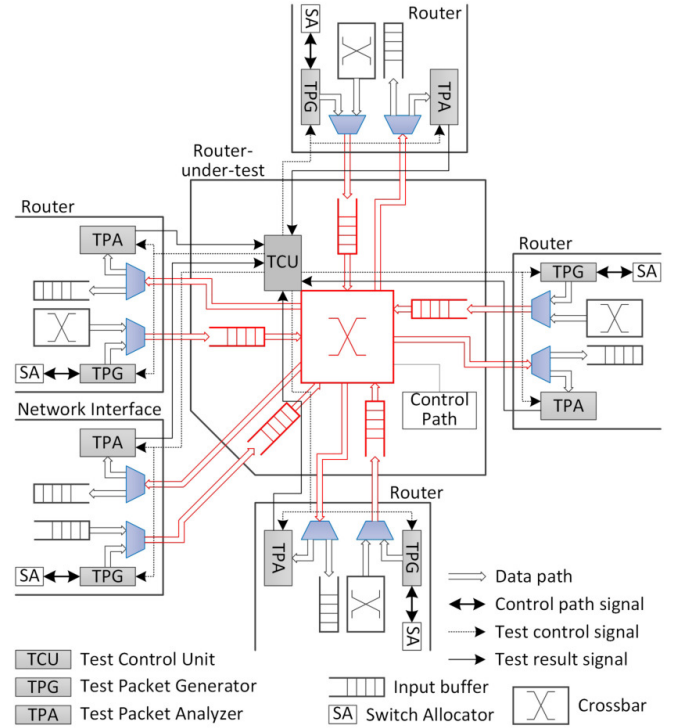 SA
Router
TPG
TPA
Router-
under-test
Router
TPA
TCU
Router
TPG
SA
SA
TPG
Control
Path
TPA
Network Interface
TPA
Router
SA
TPG
TPA
TPG
SA
Data path
Control path signal
Test control signal
Test result signal
TCU Test Control Unit
TPG Test Packet Generator
TPA Test Packet Analyzer
Input buffer
SA Switch Allocator
Crossbar